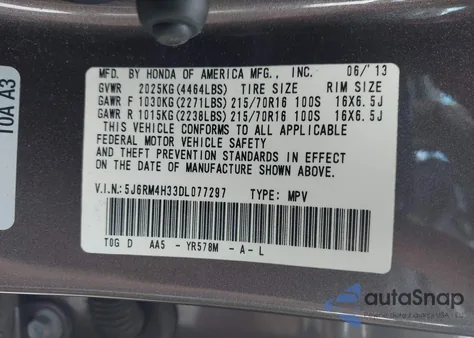 MFD. BY HONDA OF AMERICA MFG., INC. 06/13
GVWR 2025KG(4464LBS) TIRE SIZE RIM SIZE
GAWR F 1030KG(2271LBS) 215/70R16 100S 16X6.5J
GAWR R 1015KG(2238LBS) 215/70R16 100S 16X6.5J
THIS VEHICLE CONFORMS TO ALL APPLICABLE
FEDERAL MOTOR VEHICLE SAFETY
AND THEFT PREVENTION STANDARDS IN EFFECT
ON THE DATE OF MANUFACTURE SHOWN ABOVE.
V.I.N.:5J6RM4H33DL077297 TYPE: MPV
TOG D AA5 - YR578M -A-L
TOA A3
autoSnap